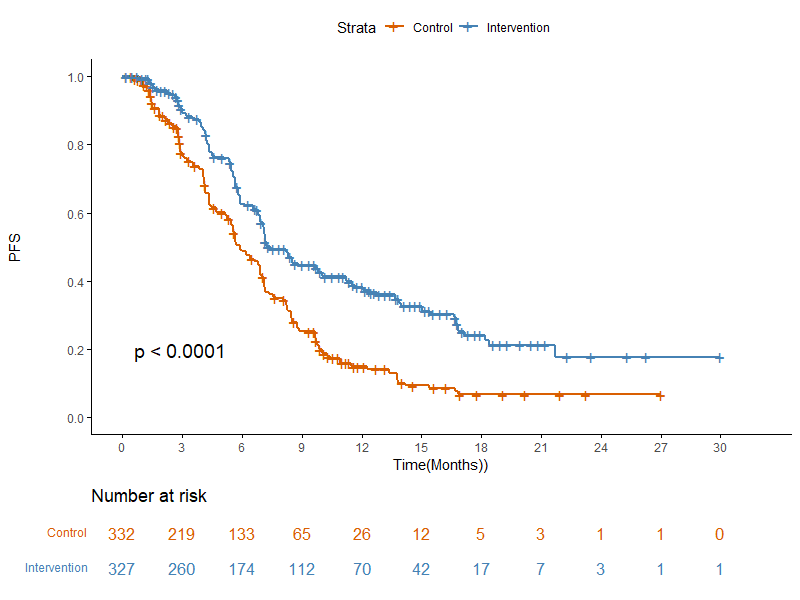 Strata Control Intervention
PFS
1.0
0.8
0.6
0.4
0.2
0.0
p < 0.0001
0 3 6 9 12 15 18 21 24 27 30
Time(Months))
Number at risk
Control 332 219 133 65 26 12 5 3 1 1 0
Intervention 327 260 174 112 70 42 17 7 3 1 1